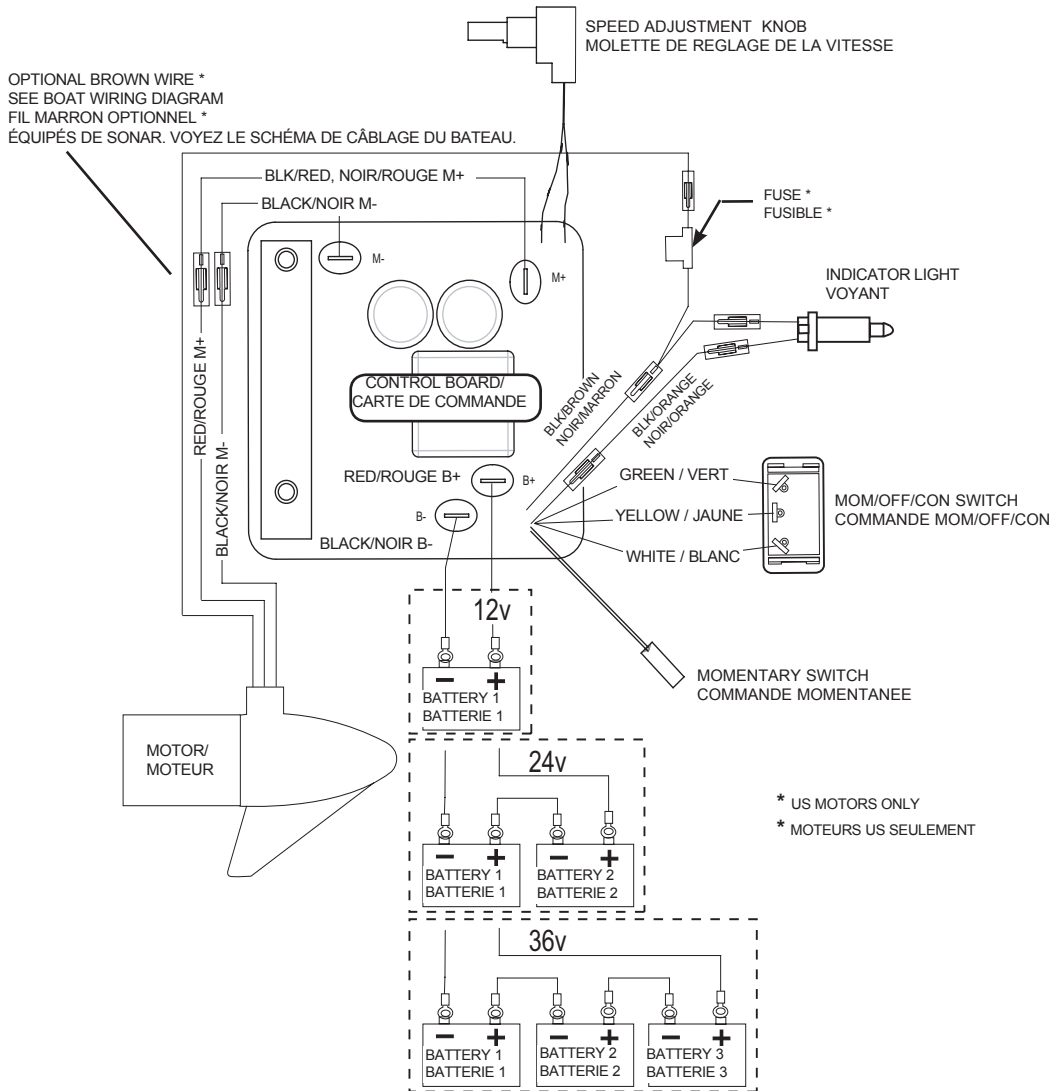 SPEED ADJUSTMENT KNOB
MOLETTE DE REGLAGE DE LA VITESSE
OPTIONAL BROWN WIRE *
SEE BOAT WIRING DIAGRAM
FIL MARRON OPTIONNEL *
ÉQUIPÉS DE SONAR. VOYEZ LE SCHÉMA DE CÂBLAGE DU BATEAU.
BLK/RED, NOIR/ROUGE M+
BLACK/NOIR M-
FUSE *
FUSIBLE *
M-
M+
INDICATOR LIGHT
VOYANT
RED/ROUGE M+
BLACK/NOIR M-
CONTROL BOARD/
CARTE DE COMMANDE
BLK/BROWN
NOIR/MARRON
BLK/ORANGE
NOIR/ORANGE
RED/ROUGE B+
B+
B-
BLACK/NOIR B-
GREEN / VERT
YELLOW / JAUNE
WHITE / BLANC
MOM/OFF/CON SWITCH
COMMANDE MOM/OFF/CON
12v
− +
BATTERY 1
BATTERIE 1
MOMENTARY SWITCH
COMMANDE MOMENTANEE
MOTOR/
MOTEUR
24v
− +
BATTERY 1
BATTERIE 1
− +
BATTERY 2
BATTERIE 2
* US MOTORS ONLY
* MOTEURS US SEULEMENT
36v
− +
BATTERY 1
BATTERIE 1
− +
BATTERY 2
BATTERIE 2
− +
BATTERY 3
BATTERIE 3